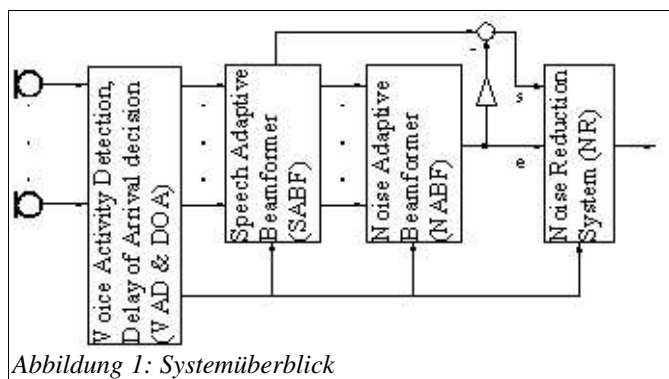 Voice Activity Detection,
Delay of Arrival decision
(VAD & DOA)
Speech Adaptive
Beamformer
(SABF)
Noise Adaptive
Beamformer
(NABF)
-
s
e
Noise Reduction
System (NR)
Abbildung 1: Systemüberblick